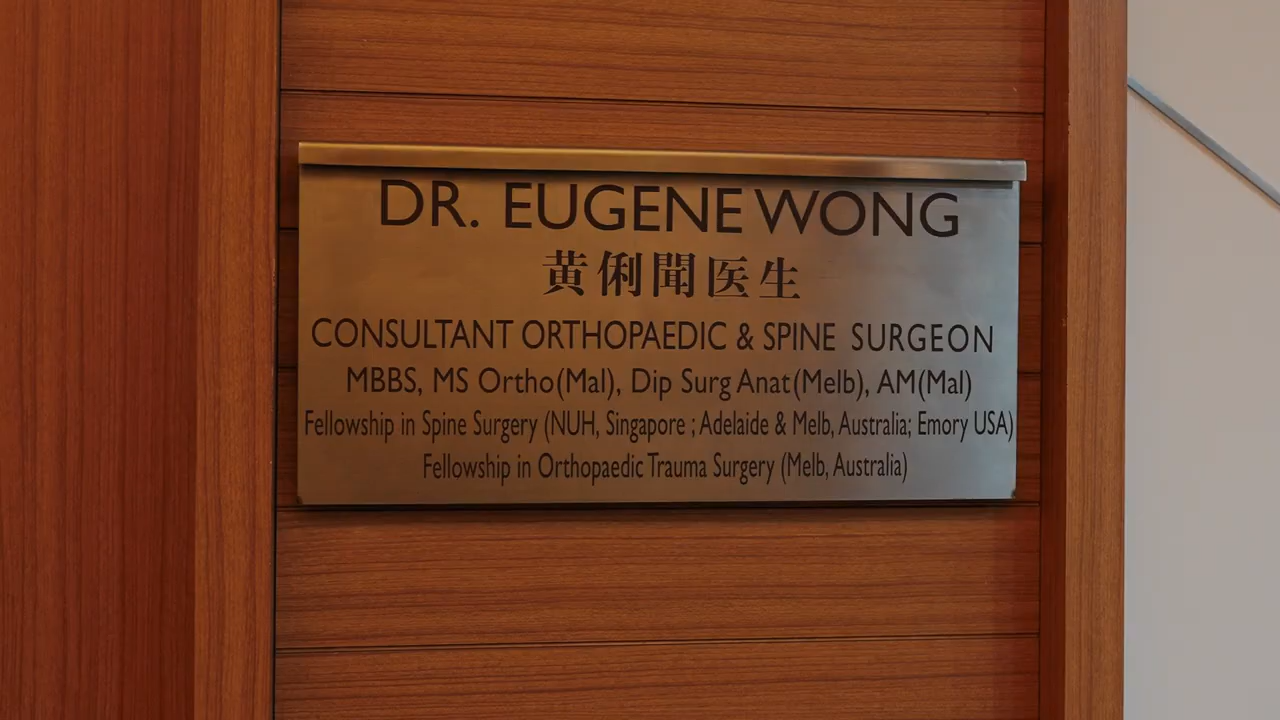 DR. EUGENE WONG
黄俐聞医生
CONSULTANT ORTHOPAEDIC & SPINE SURGEON
MBBS, MS Ortho(Mal), Dip Surg Anat(Melb), AM(Mal)
Fellowship in Spine Surgery (NUH, Singapore ; Adelaide & Melb, Australia; Emory USA)
Fellowship in Orthopaedic Trauma Surgery (Melb, Australia)